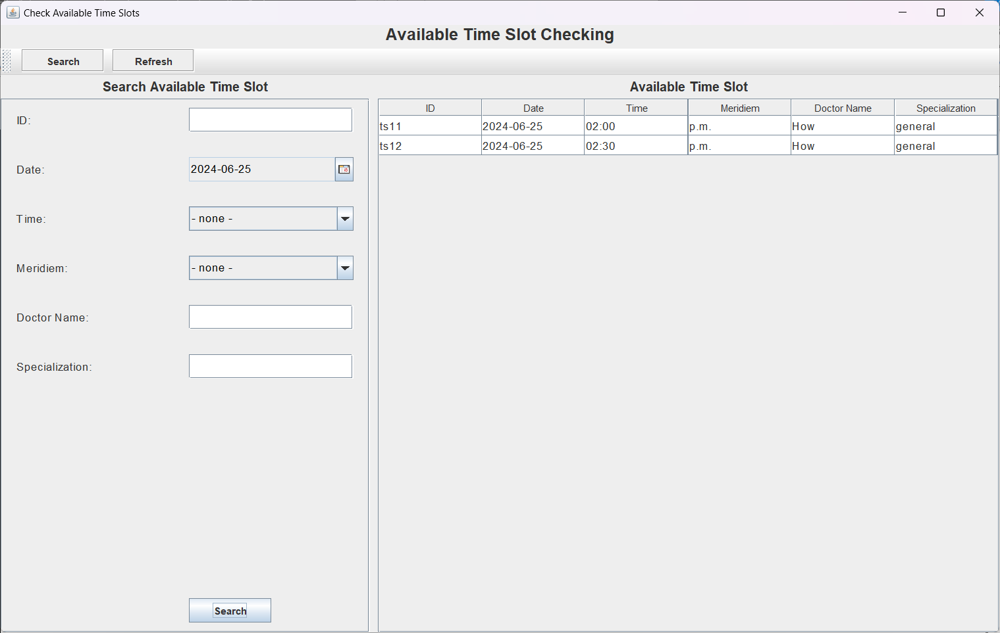 Check Available Time Slots
Available Time Slot Checking
Search Refresh
Search Available Time Slot
ID:
Date: 2024-06-25
Time: - none -
Meridiem: - none -
Doctor Name:
Specialization:
Search
Available Time Slot
ID Date Time Meridiem Doctor Name Specialization
ts11 2024-06-25 02:00 p.m. How general
ts12 2024-06-25 02:30 p.m. How general